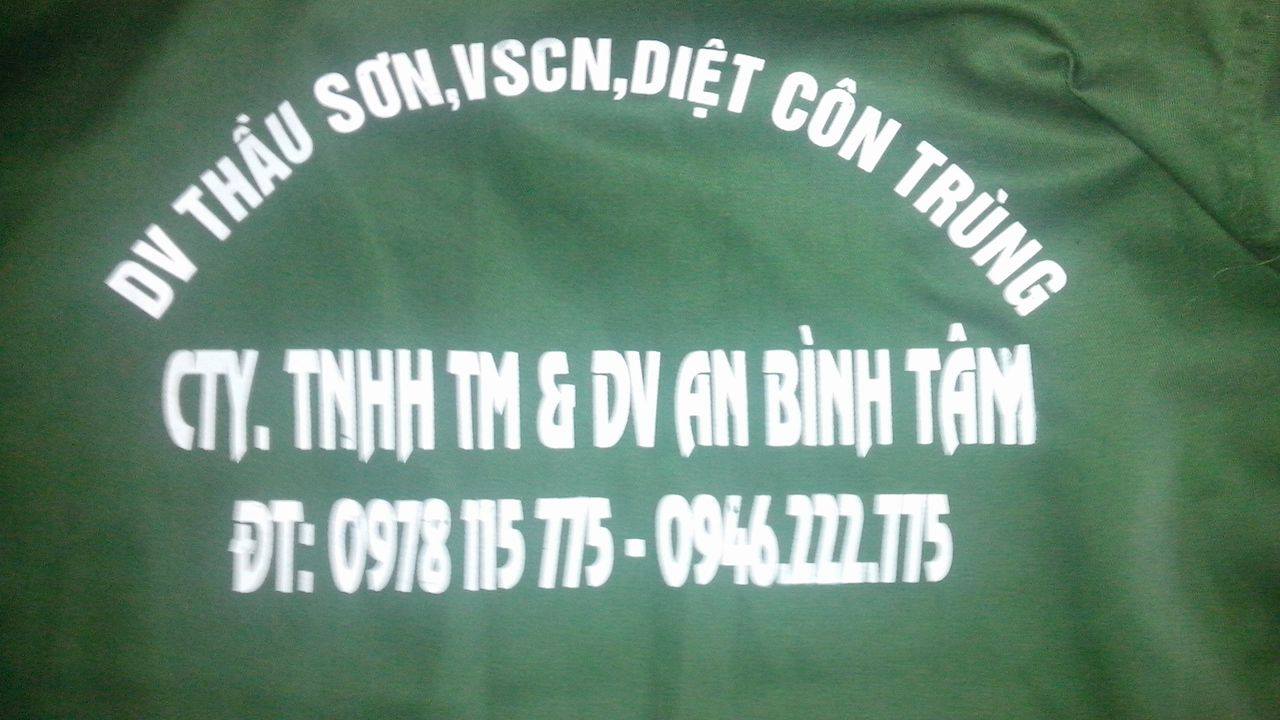 DV THẦU SƠN,VSCN,DIỆT CÔN TRÙNG
CTY. TNHH TM & DV AN BÌNH TÂM
ĐT: 0978 115 775 - 0946.222.775